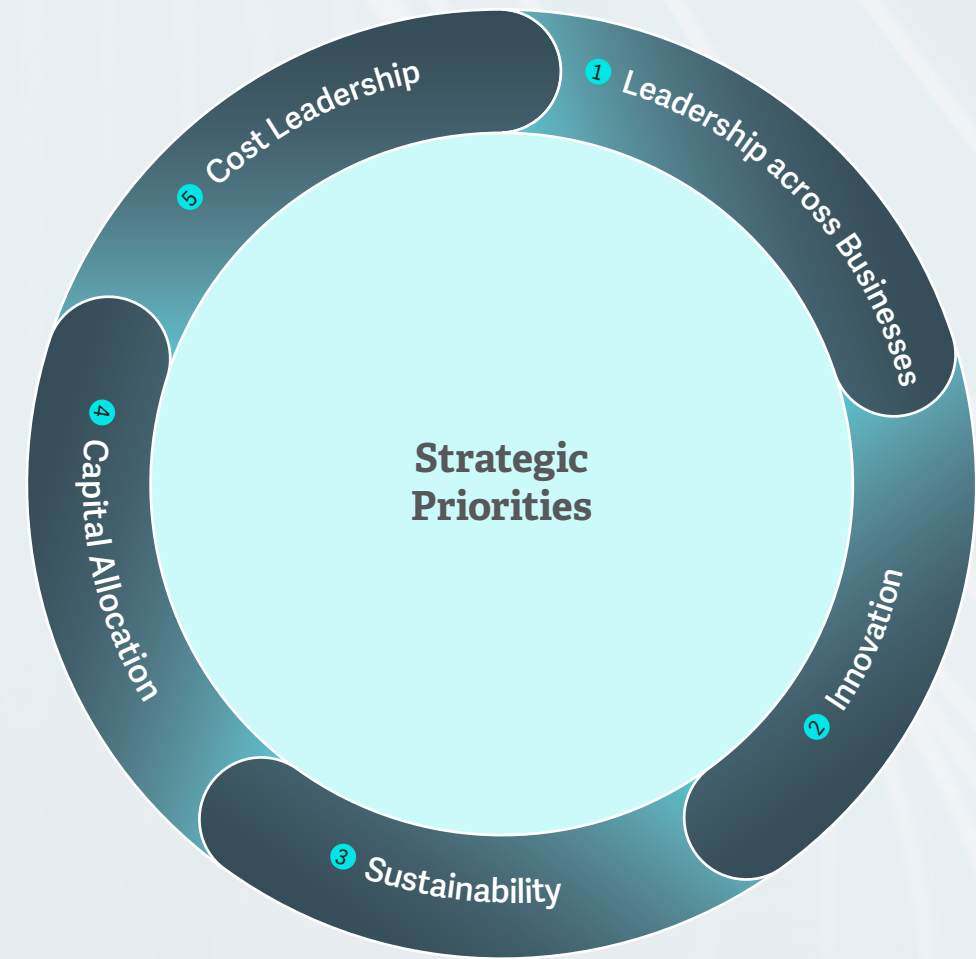 Strategic
Priorities
1 Leadership across Businesses
2 Innovation
3 Sustainability
4 Capital Allocation
5 Cost Leadership